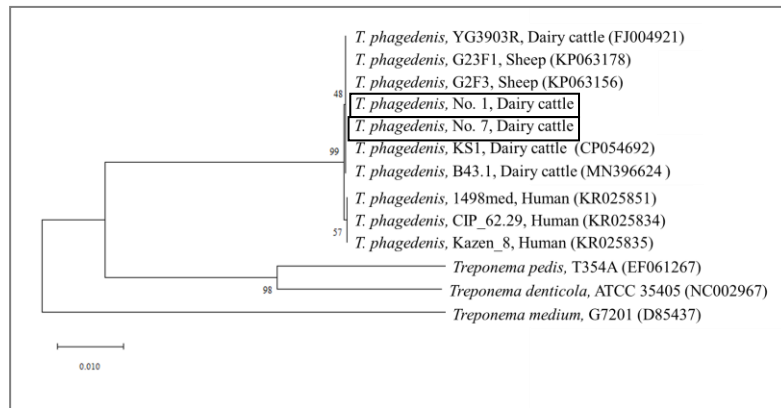 T. phagedenis, YG3903R, Dairy cattle (FJ004921)
T. phagedenis, G23F1, Sheep (KP063178)
T. phagedenis, G2F3, Sheep (KP063156)
48
T. phagedenis, No. 1, Dairy cattle
T. phagedenis, No. 7, Dairy cattle
99
T. phagedenis, KS1, Dairy cattle (CP054692)
T. phagedenis, B43.1, Dairy cattle (MN396624 )
T. phagedenis, 1498med, Human (KR025851)
T. phagedenis, CIP_62.29, Human (KR025834)
57
T. phagedenis, Kazen_8, Human (KR025835)
Treponema pedis, T354A (EF061267)
98
Treponema denticola, ATCC 35405 (NC002967)
Treponema medium, G7201 (D85437)
0.010